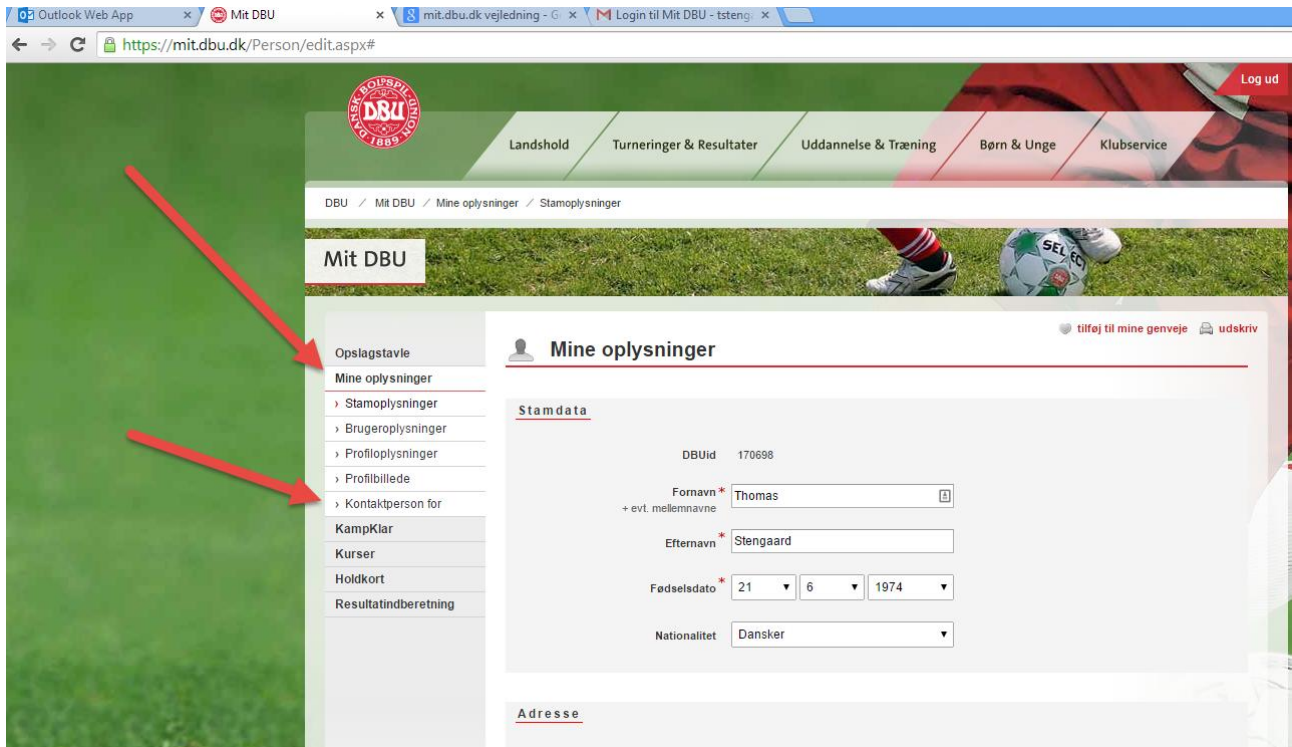 Outlook Web App
Mit DBU
mit.dbu.dk vejledning - G
Login til Mit DBU - tsteng
https://mit.dbu.dk/Person/edit.aspx#
Log ud
DANSK BOLDSPIL-UNION
DBU
1889
Landshold
Turneringer & Resultater
Uddannelse & Træning
Børn & Unge
Klubservice
DBU / Mit DBU / Mine oplysninger / Stamoplysninger
Mit DBU
SELECT
tilføj til mine genveje
udskriv
Opslagstavle
Mine oplysninger
› Stamoplysninger
› Brugeroplysninger
› Profiloplysninger
› Profilbillede
› Kontaktperson for
KampKlar
Kurser
Holdkort
Resultatindberetning
Mine oplysninger
Stamdata
DBUid 170698
Fornavn * Thomas
+ evt. mellemnavne
Efternavn * Stengaard
Fødselsdato * 21 6 1974
Nationalitet Dansker
Adresse